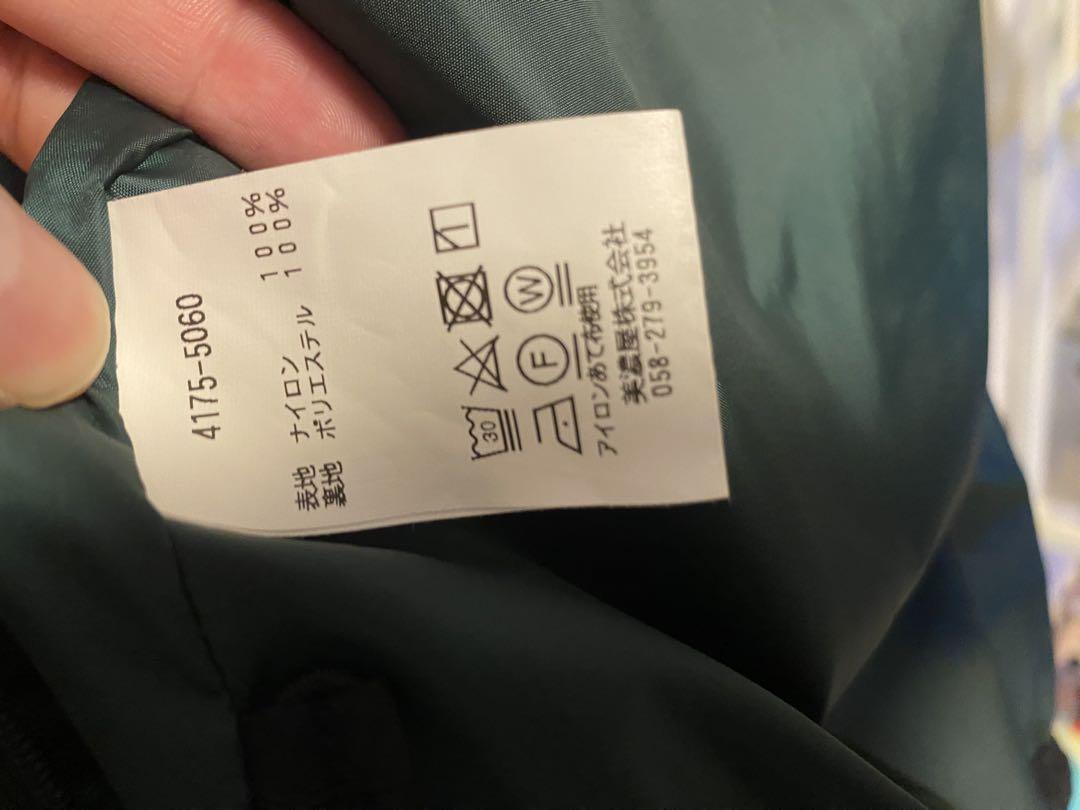 4175-5060
表地 ナイロン 100%
裏地 ポリエステル 100%
30
F W
アイロンあて布使用
美濃屋株式会社
058-279-3954